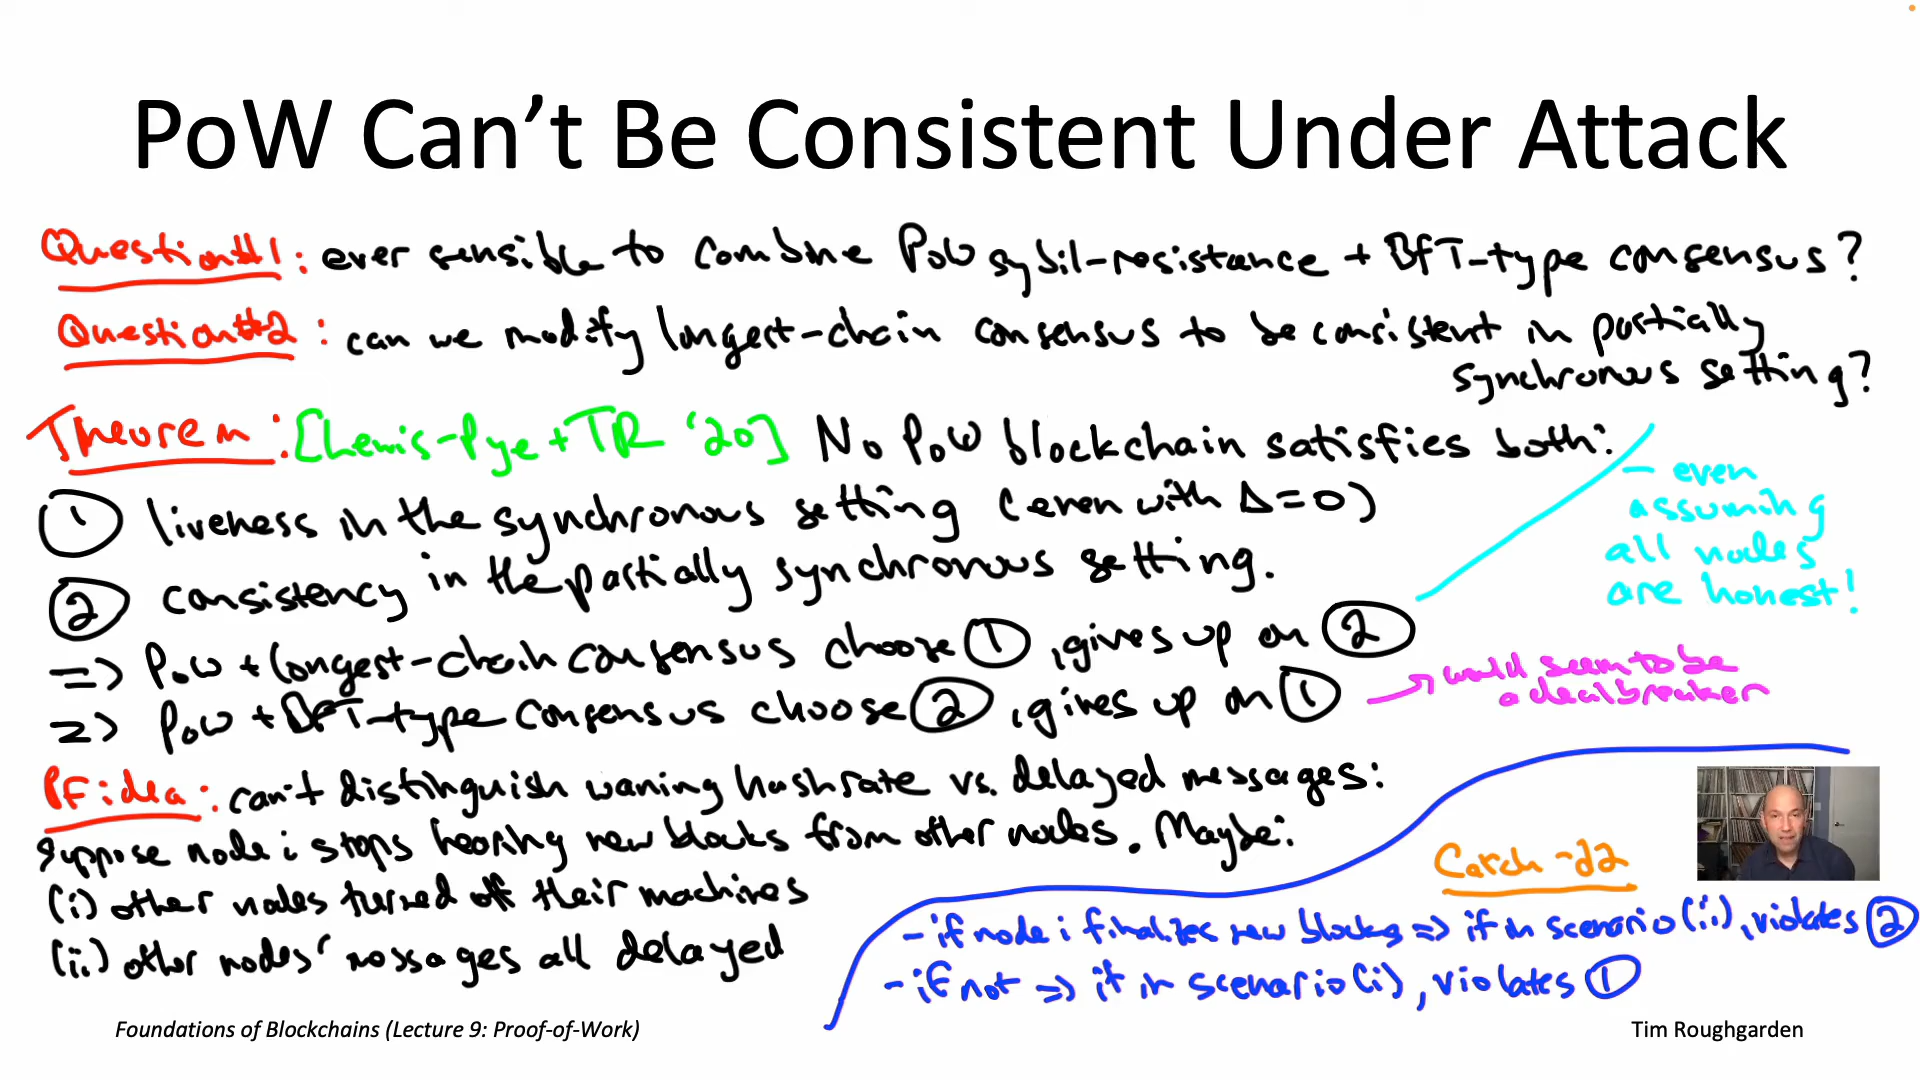 PoW Can't Be Consistent Under Attack
Question #1: ever sensible to combine PoW sybil-resistance + BFT-type consensus?
Question #2: can we modify longest-chain consensus to be consistent in partially
synchronous setting?
Theorem: [Lewis-Pye + TR '20] No PoW blockchain satisfies both:
① liveness in the synchronous setting (even with Δ=0)
② consistency in the partially synchronous setting.
- even
assuming
all nodes
are honest!
=> PoW + longest-chain consensus choose ①, gives up on ②
=> PoW + BFT-type consensus choose ②, gives up on ①
→ would seem to be
a dealbreaker
Pf idea: can't distinguish waning hashrate vs. delayed messages:
suppose node i stops hearing new blocks from other nodes. Maybe:
(i) other nodes turned off their machines
(ii) other nodes' messages all delayed
Catch-22
- if node i finalizes new blocks => if in scenario (ii), violates ②
- if not => if in scenario (i), violates ①
Foundations of Blockchains (Lecture 9: Proof-of-Work)
Tim Roughgarden